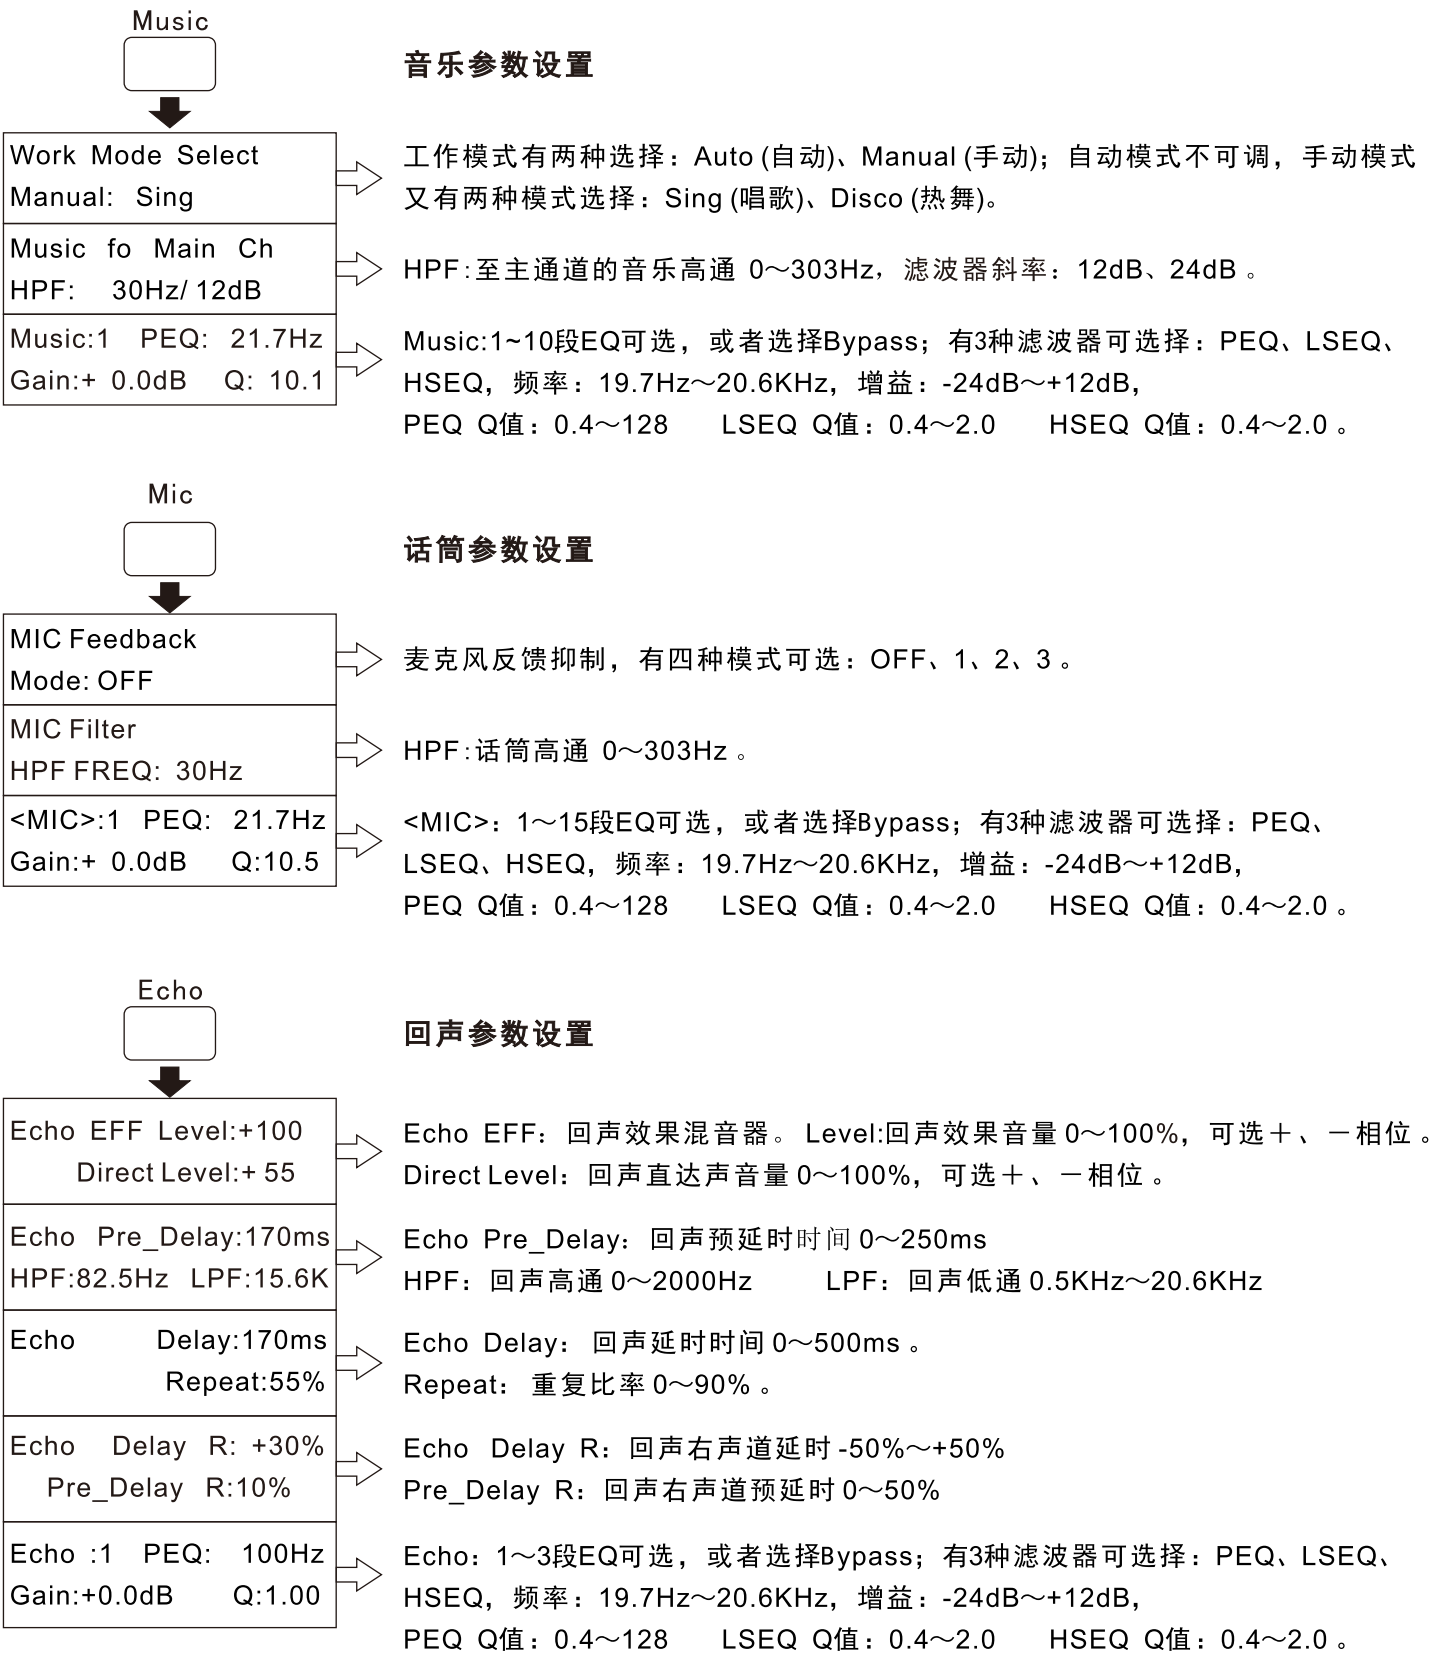 Music
音乐参数设置
Work Mode Select
Manual: Sing
工作模式有两种选择：Auto (自动)、Manual (手动)；自动模式不可调，手动模式
又有两种模式选择：Sing (唱歌)、Disco (热舞)。
Music fo Main Ch
HPF: 30Hz/ 12dB
HPF:至主通道的音乐高通 0～303Hz，滤波器斜率：12dB、24dB 。
Music:1 PEQ: 21.7Hz
Gain:+ 0.0dB Q: 10.1
Music:1~10段EQ可选，或者选择Bypass；有3种滤波器可选择：PEQ、LSEQ、
HSEQ，频率：19.7Hz～20.6KHz，增益：-24dB～+12dB，
PEQ Q值：0.4～128 LSEQ Q值：0.4～2.0 HSEQ Q值：0.4～2.0 。
Mic
话筒参数设置
MIC Feedback
Mode: OFF
麦克风反馈抑制，有四种模式可选：OFF、1、2、3 。
MIC Filter
HPF FREQ: 30Hz
HPF:话筒高通 0～303Hz 。
<MIC>:1 PEQ: 21.7Hz
Gain:+ 0.0dB Q:10.5
<MIC>：1～15段EQ可选，或者选择Bypass；有3种滤波器可选择：PEQ、
LSEQ、HSEQ，频率：19.7Hz～20.6KHz，增益：-24dB～+12dB，
PEQ Q值：0.4～128 LSEQ Q值：0.4～2.0 HSEQ Q值：0.4～2.0 。
Echo
回声参数设置
Echo EFF Level:+100
Direct Level:+ 55
Echo EFF：回声效果混音器。Level:回声效果音量 0～100%，可选＋、－相位 。
Direct Level：回声直达声音量 0～100%，可选＋、－相位 。
Echo Pre_Delay:170ms
HPF:82.5Hz LPF:15.6K
Echo Pre_Delay：回声预延时时间 0～250ms
HPF：回声高通 0～2000Hz LPF：回声低通 0.5KHz～20.6KHz
Echo Delay:170ms
Repeat:55%
Echo Delay：回声延时时间 0～500ms 。
Repeat：重复比率 0～90% 。
Echo Delay R: +30%
Pre_Delay R:10%
Echo Delay R：回声右声道延时 -50%～+50%
Pre_Delay R：回声右声道预延时 0～50%
Echo :1 PEQ: 100Hz
Gain:+0.0dB Q:1.00
Echo：1～3段EQ可选，或者选择Bypass；有3种滤波器可选择：PEQ、LSEQ、
HSEQ，频率：19.7Hz～20.6KHz，增益：-24dB～+12dB，
PEQ Q值：0.4～128 LSEQ Q值：0.4～2.0 HSEQ Q值：0.4～2.0 。